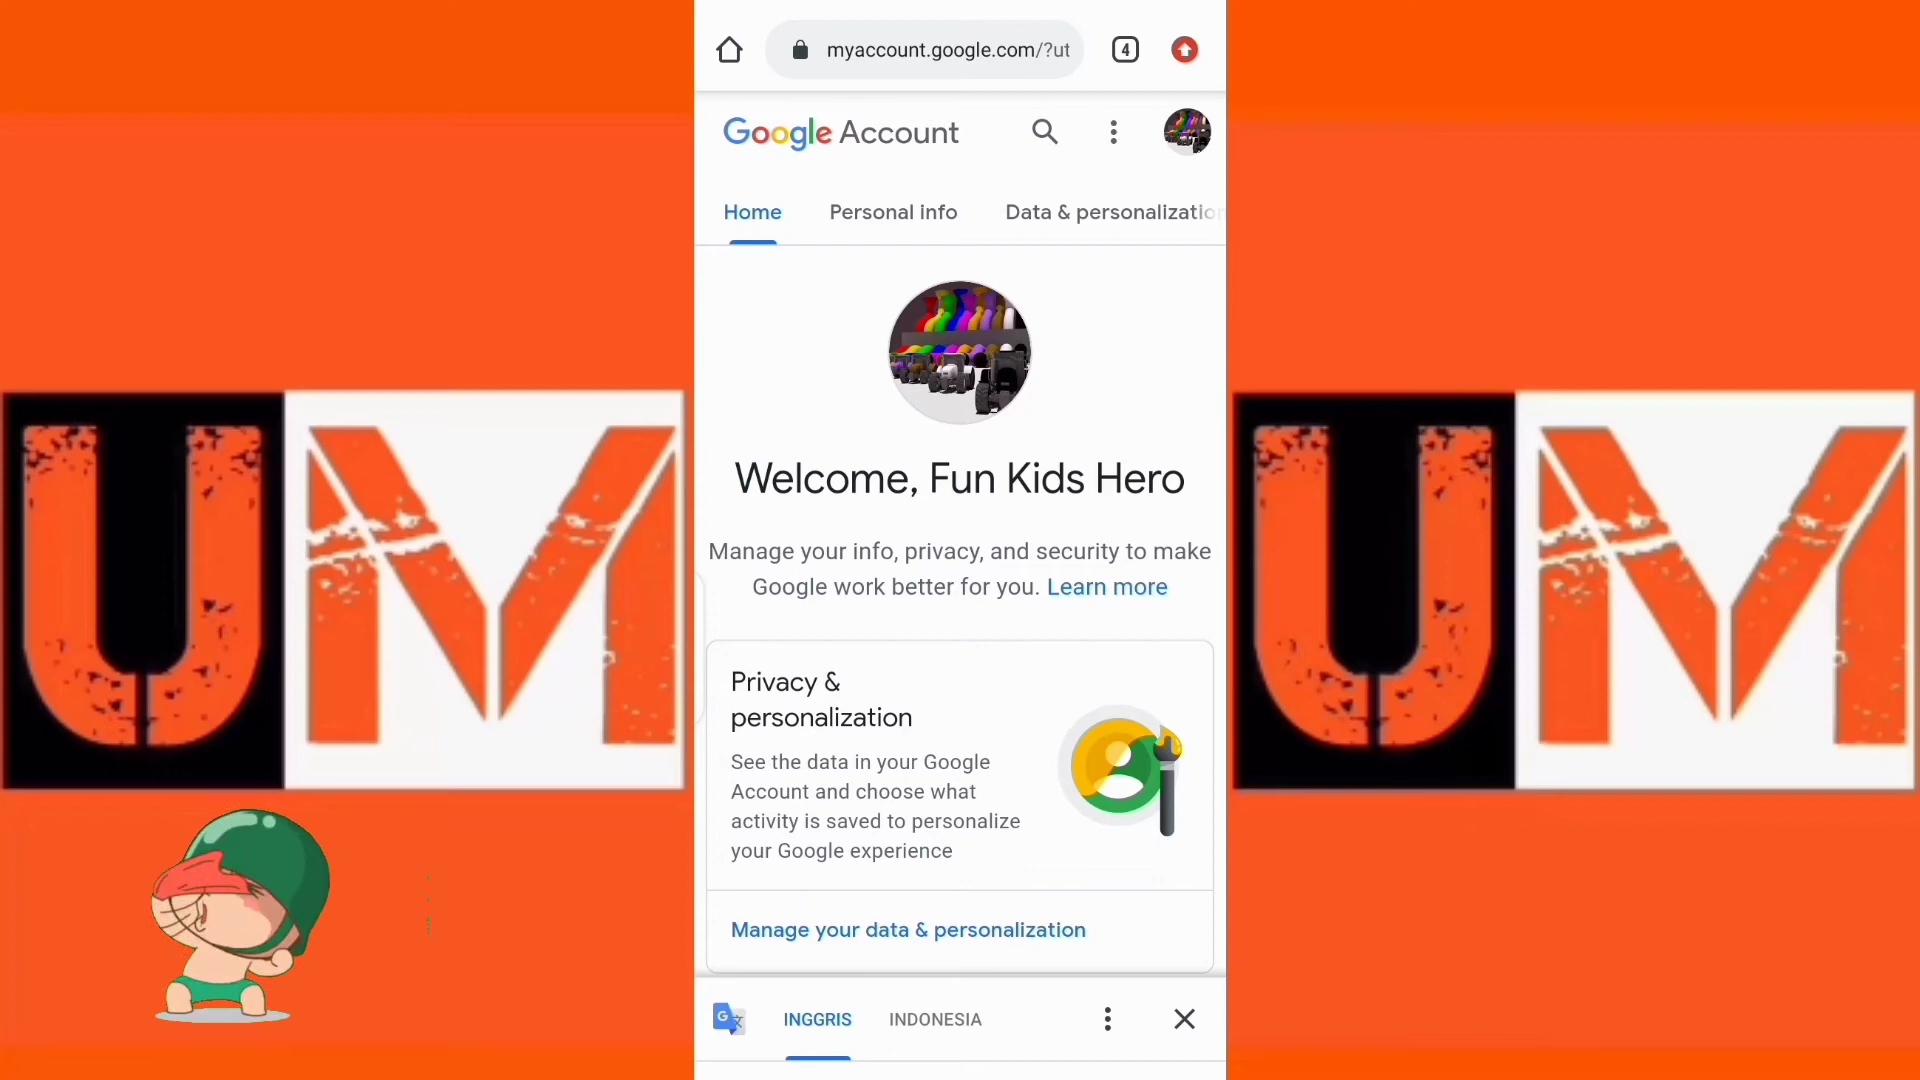 myaccount.google.com/?ut
4
Google Account
Home
Personal info
Data & personalization
Welcome, Fun Kids Hero
Manage your info, privacy, and security to make
Google work better for you. Learn more
Privacy &
personalization
See the data in your Google
Account and choose what
activity is saved to personalize
your Google experience
Manage your data & personalization
G
INGGRIS
INDONESIA
UM
UM